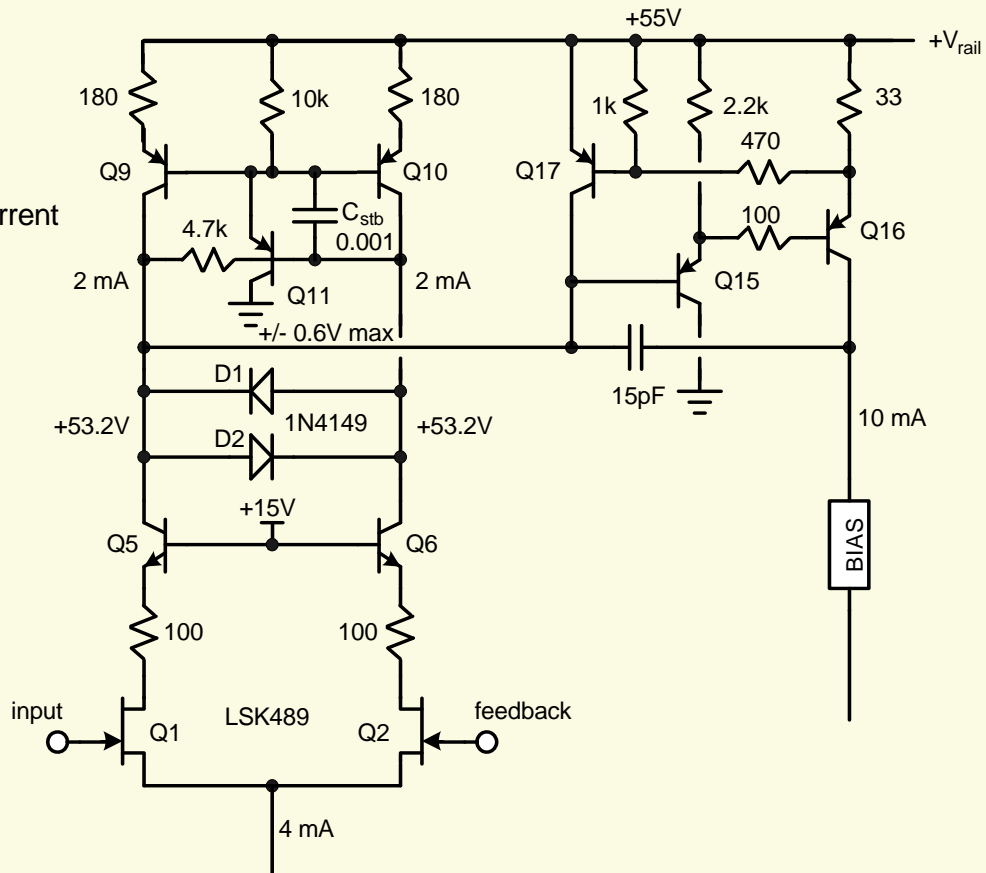 +55V
+Vrail
180
10k
180
1k
2.2k
33
470
Q9
Q10
Q17
rrent
Cstb
0.001
4.7k
100
Q16
2 mA
Q11
2 mA
Q15
+/- 0.6V max
D1
1N4149
15pF
+53.2V
+53.2V
10 mA
D2
+15V
Q5
Q6
BIAS
100
100
input
LSK489
feedback
Q1
Q2
4 mA